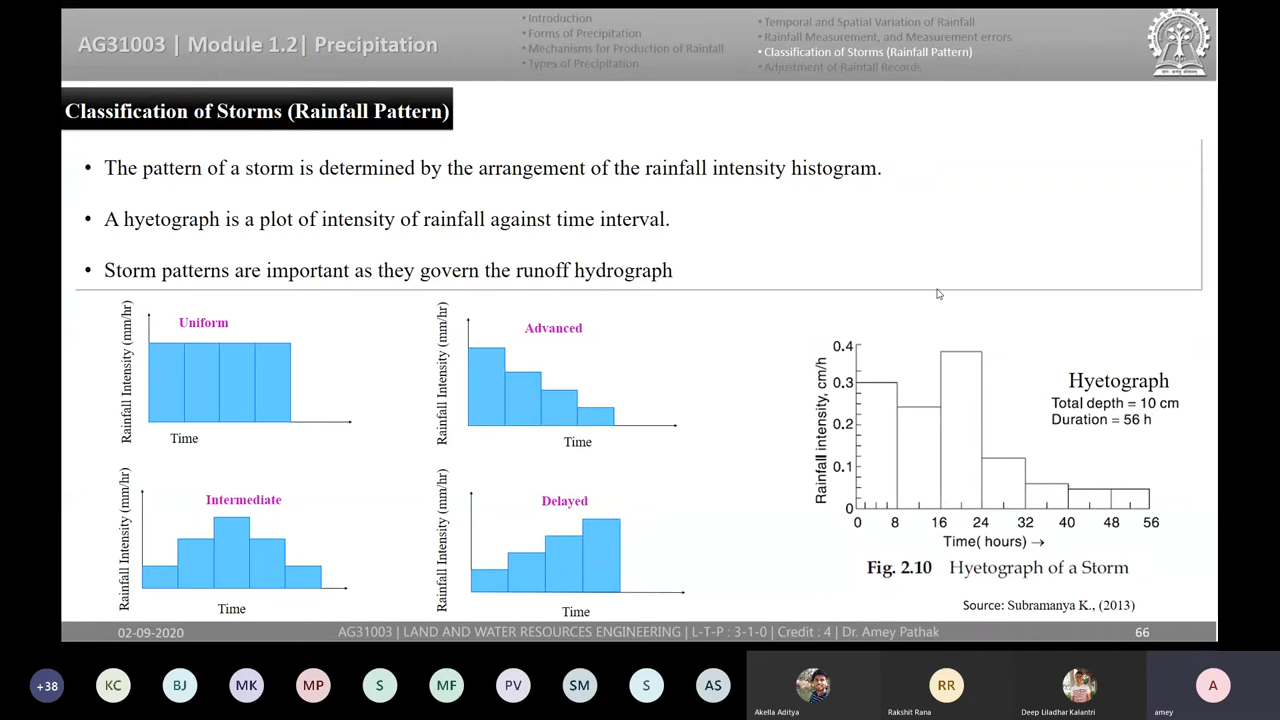 AG31003 | Module 1.2| Precipitation
• Introduction
• Forms of Precipitation
• Mechanisms for Production of Rainfall
• Types of Precipitation
• Temporal and Spatial Variation of Rainfall
• Rainfall Measurement, and Measurement errors
• Classification of Storms (Rainfall Pattern)
• Adjustment of Rainfall Records
Classification of Storms (Rainfall Pattern)
• The pattern of a storm is determined by the arrangement of the rainfall intensity histogram.
• A hyetograph is a plot of intensity of rainfall against time interval.
• Storm patterns are important as they govern the runoff hydrograph
Uniform
Rainfall Intensity (mm/hr)
Time
Advanced
Rainfall Intensity (mm/hr)
Time
Intermediate
Rainfall Intensity (mm/hr)
Time
Delayed
Rainfall Intensity (mm/hr)
Time
Rainfall intensity, cm/h
0.4
0.3
0.2
0.1
0
0 8 16 24 32 40 48 56
Time( hours) →
Hyetograph
Total depth = 10 cm
Duration = 56 h
Fig. 2.10 Hyetograph of a Storm
Source: Subramanya K., (2013)
02-09-2020
AG31003 | LAND AND WATER RESOURCES ENGINEERING | L-T-P : 3-1-0 | Credit : 4 | Dr. Amey Pathak
66
+38
KC
BJ
MK
MP
S
MF
PV
SM
S
AS
Akella Aditya
RR
Rakshit Rana
Deep Liladhar Kalantri
A
amey